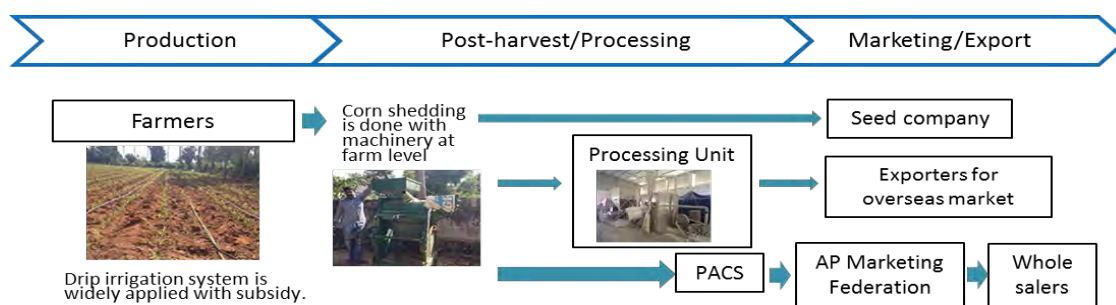 Production
Post-harvest/Processing
Marketing/Export
Farmers
Corn shedding
is done with
machinery at
farm level
Seed company
Processing Unit
Exporters for
overseas market
Drip irrigation system is
widely applied with subsidy.
PACS
AP Marketing
Federation
Whole
salers